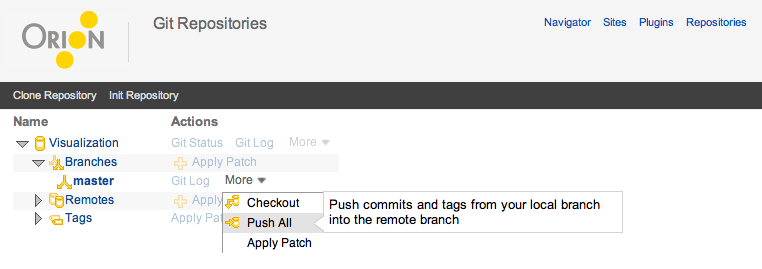 ORION
Git Repositories
Navigator Sites Plugins Repositories
Clone Repository Init Repository
Name Actions
Visualization Git Status Git Log More
Branches Apply Patch
master Git Log More
Remotes Apply
Tags Apply Pat
Checkout
Push All
Apply Patch
Push commits and tags from your local branch
into the remote branch